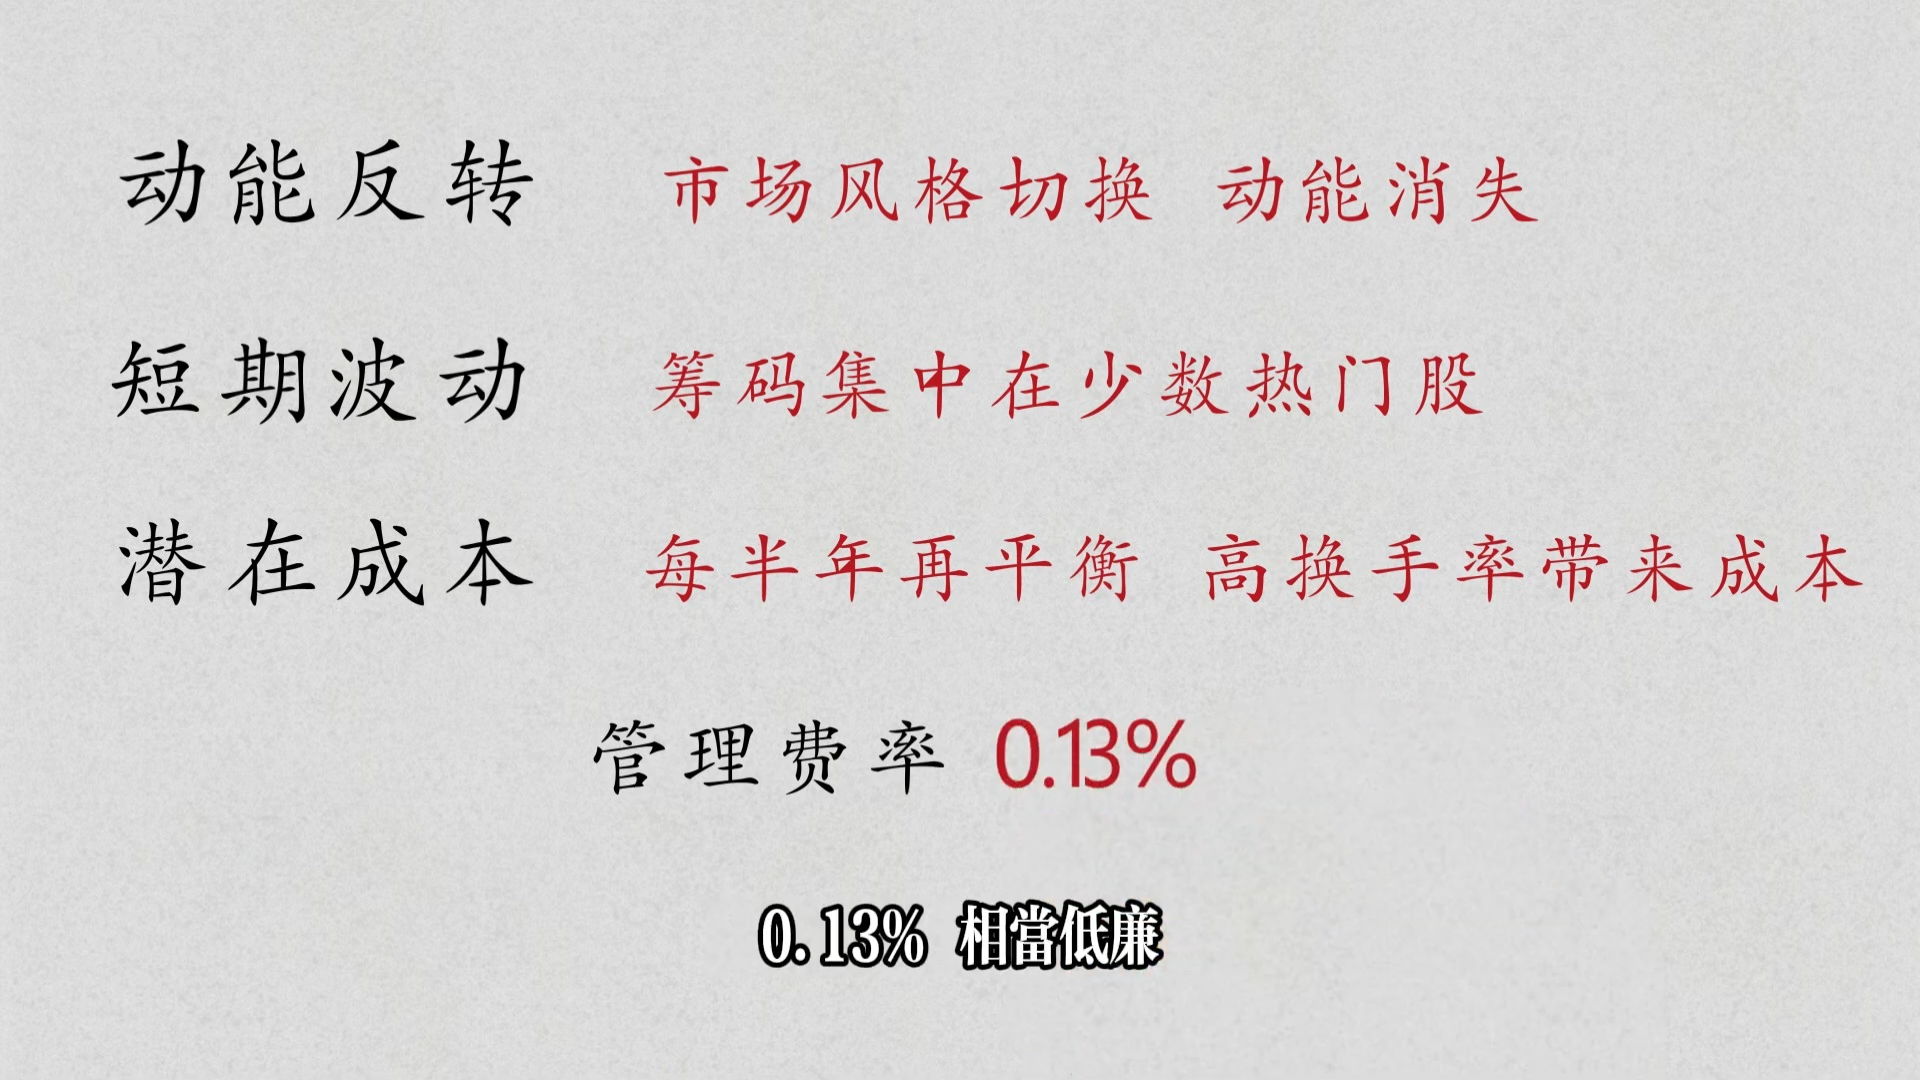 动能反转 市场风格切换 动能消失
短期波动 筹码集中在少数热门股
潜在成本 每半年再平衡 高换手率带来成本
管理费率 0.13%
0.13% 相當低廉